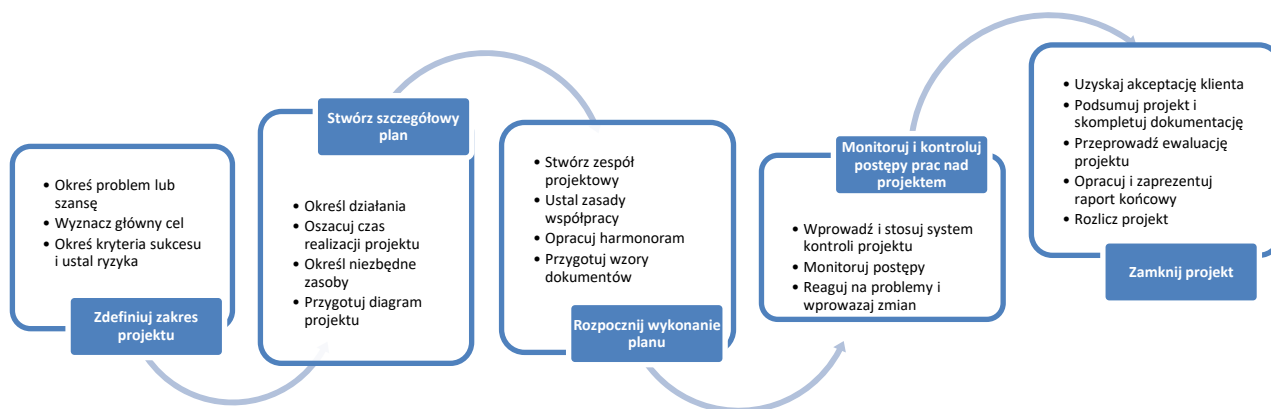 • Okreś problem lub
szansę
• Wyznacz główny cel
• Okreś kryteria sukcesu
i ustal ryzyka
Zdefiniuj zakres
projektu
Stwórz szczegółowy
plan
• Określ działania
• Oszacuj czas
realizacji projektu
• Określ niezbędne
zasoby
• Przygotuj diagram
projektu
• Stwórz zespół
projektowy
• Ustal zasady
współpracy
• Opracuj harmonoram
• Przygotuj wzory
dokumentów
Rozpocznij wykonanie
planu
Monitoruj i kontroluj
postępy prac nad
projektem
• Wprowadź i stosuj system
kontroli projektu
• Monitoruj postępy
• Reaguj na problemy i
wprowazaj zmian
• Uzyskaj akceptację klienta
• Podsumuj projekt i
skompletuj dokumentację
• Przeprowadź ewaluację
projektu
• Opracuj i zaprezentuj
raport końcowy
• Rozlicz projekt
Zamknij projekt